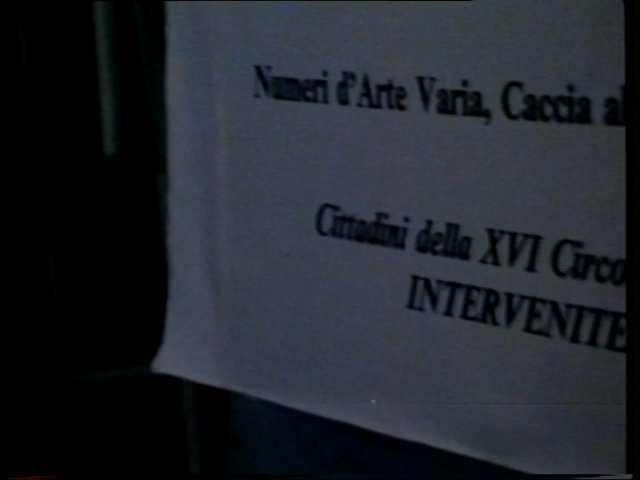 Numeri d'Arte Varia, Caccia al
Cittadini della XVI Circo
INTERVENITE